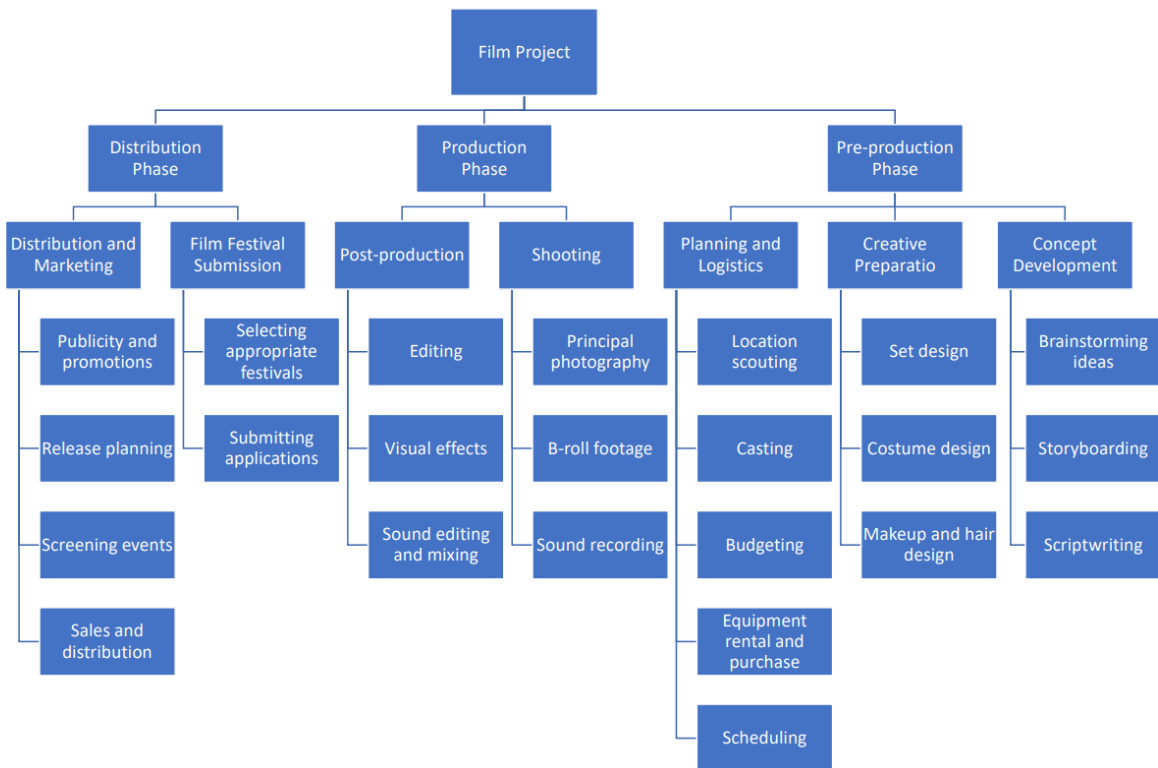 Film Project
Distribution
Phase
Production
Phase
Pre-production
Phase
Distribution and
Marketing
Film Festival
Submission
Post-production
Shooting
Planning and
Logistics
Creative
Preparatio
Concept
Development
Publicity and
promotions
Selecting
appropriate
festivals
Editing
Principal
photography
Location
scouting
Set design
Brainstorming
ideas
Release planning
Submitting
applications
Visual effects
B-roll footage
Casting
Costume design
Storyboarding
Screening events
Sound editing
and mixing
Sound recording
Budgeting
Makeup and hair
design
Scriptwriting
Sales and
distribution
Equipment
rental and
purchase
Scheduling